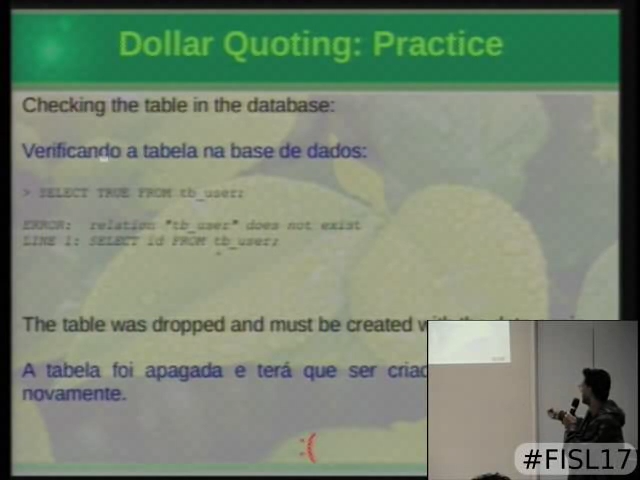 Dollar Quoting: Practice
Checking the table in the database:
Verificando a tabela na base de dados:
> SELECT TRUE FROM tb_user;
ERROR: relation "tb_user" does not exist
LINE 1: SELECT id FROM tb_user;
The table was dropped and must be created
A tabela foi apagada e terá que ser
novamente.
:(
#FISL17